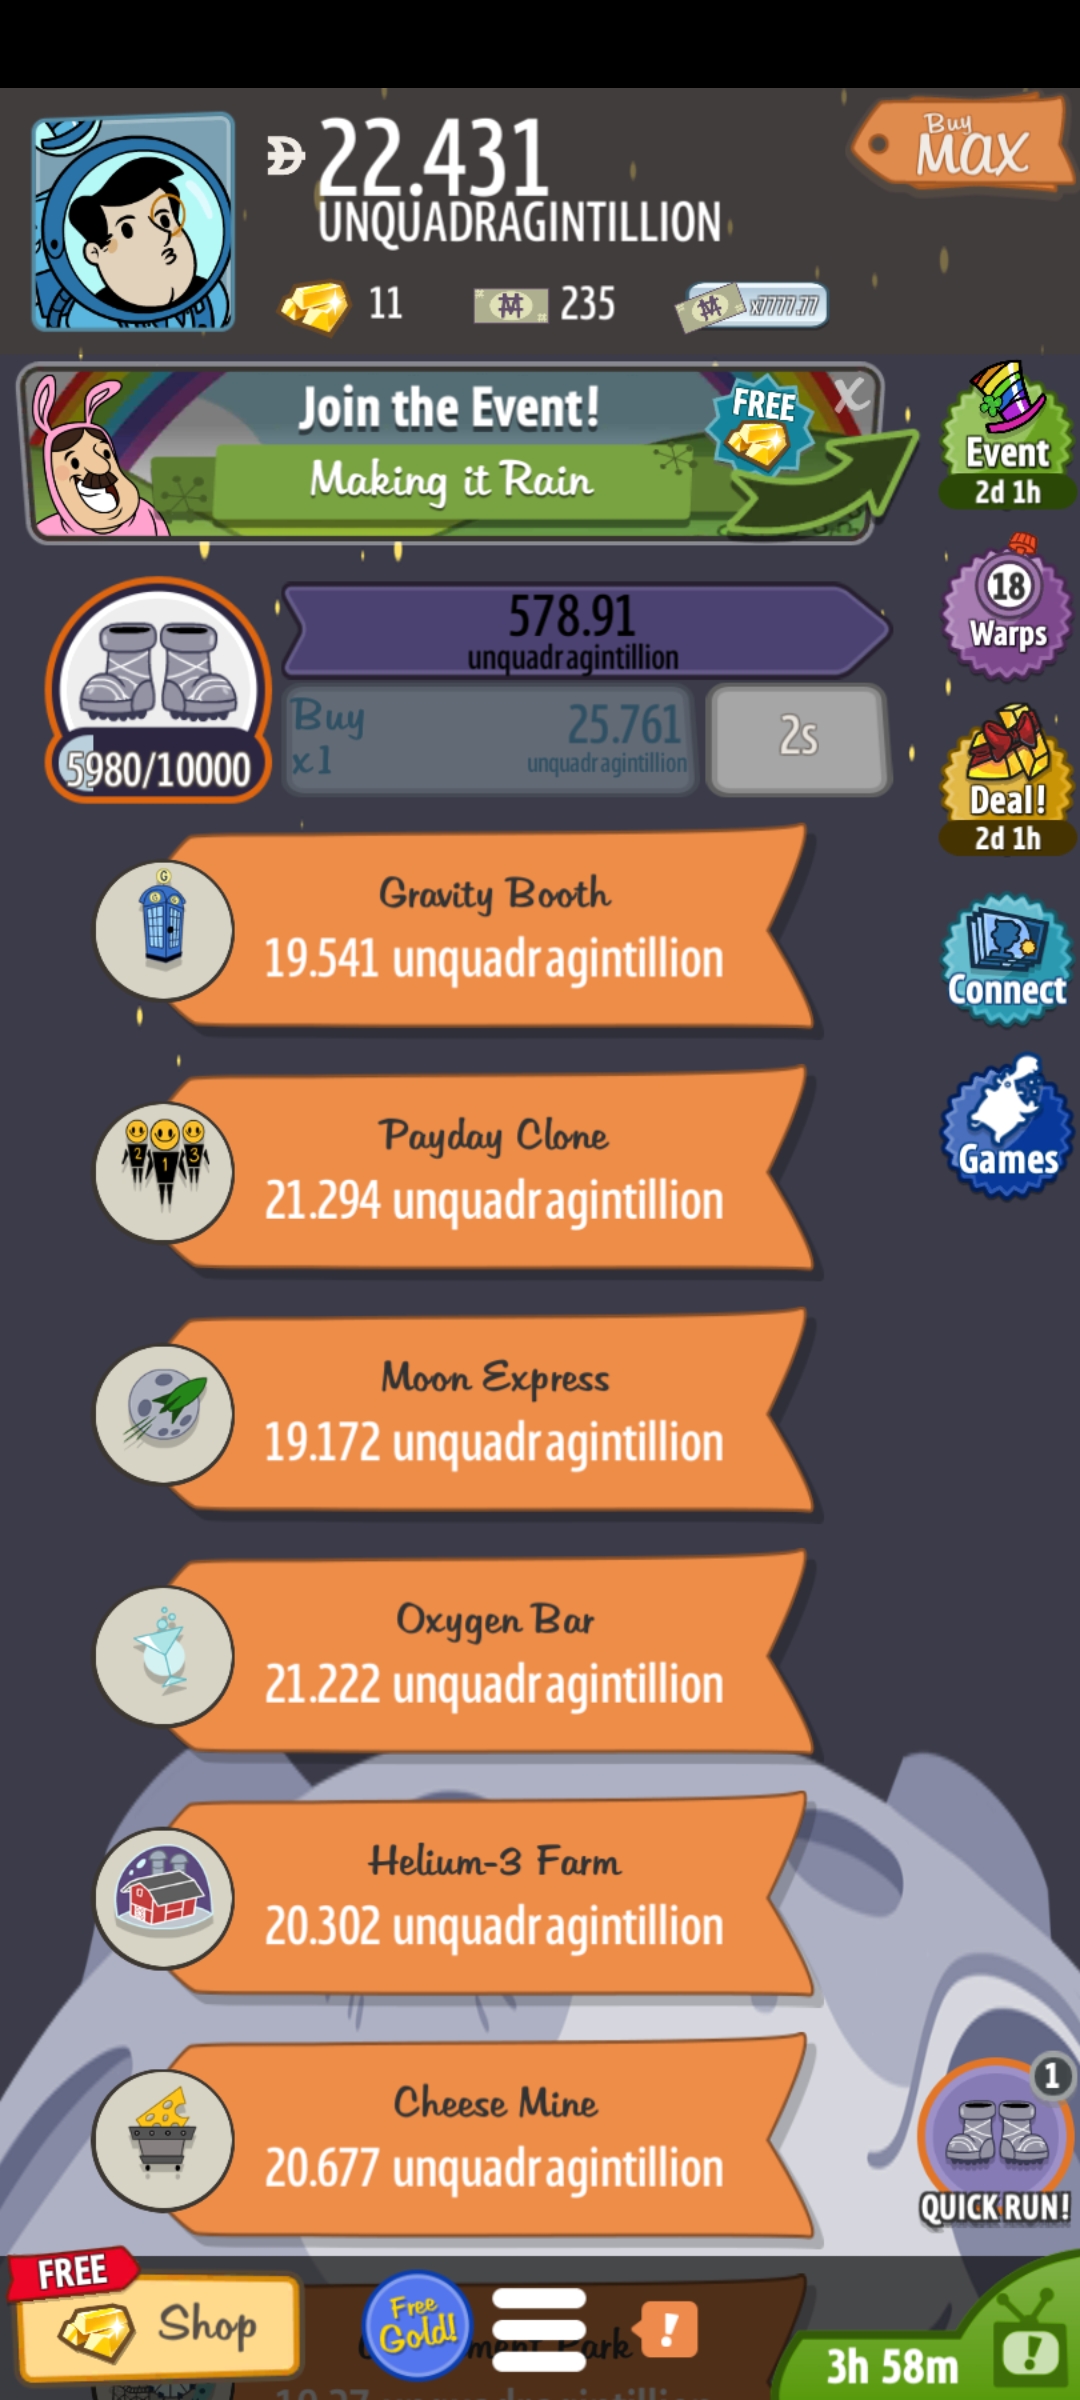 22.431
UNQUADRAGINTILLION
Buy
Max
11
235
x7777.77
Join the Event!
Making it Rain
FREE
X
Event
2d 1h
18
Warps
Deal!
2d 1h
Connect
Games
578.91
unquadragintillion
Buy
x1
25.761
unquadragintillion
2s
5980/10000
Gravity Booth
19.541 unquadragintillion
2 1 3
Payday Clone
21.294 unquadragintillion
Moon Express
19.172 unquadragintillion
Oxygen Bar
21.222 unquadragintillion
Helium-3 Farm
20.302 unquadragintillion
Cheese Mine
20.677 unquadragintillion
1
QUICK RUN!
FREE
Shop
Free
Gold!
Park
!
3h 58m
!